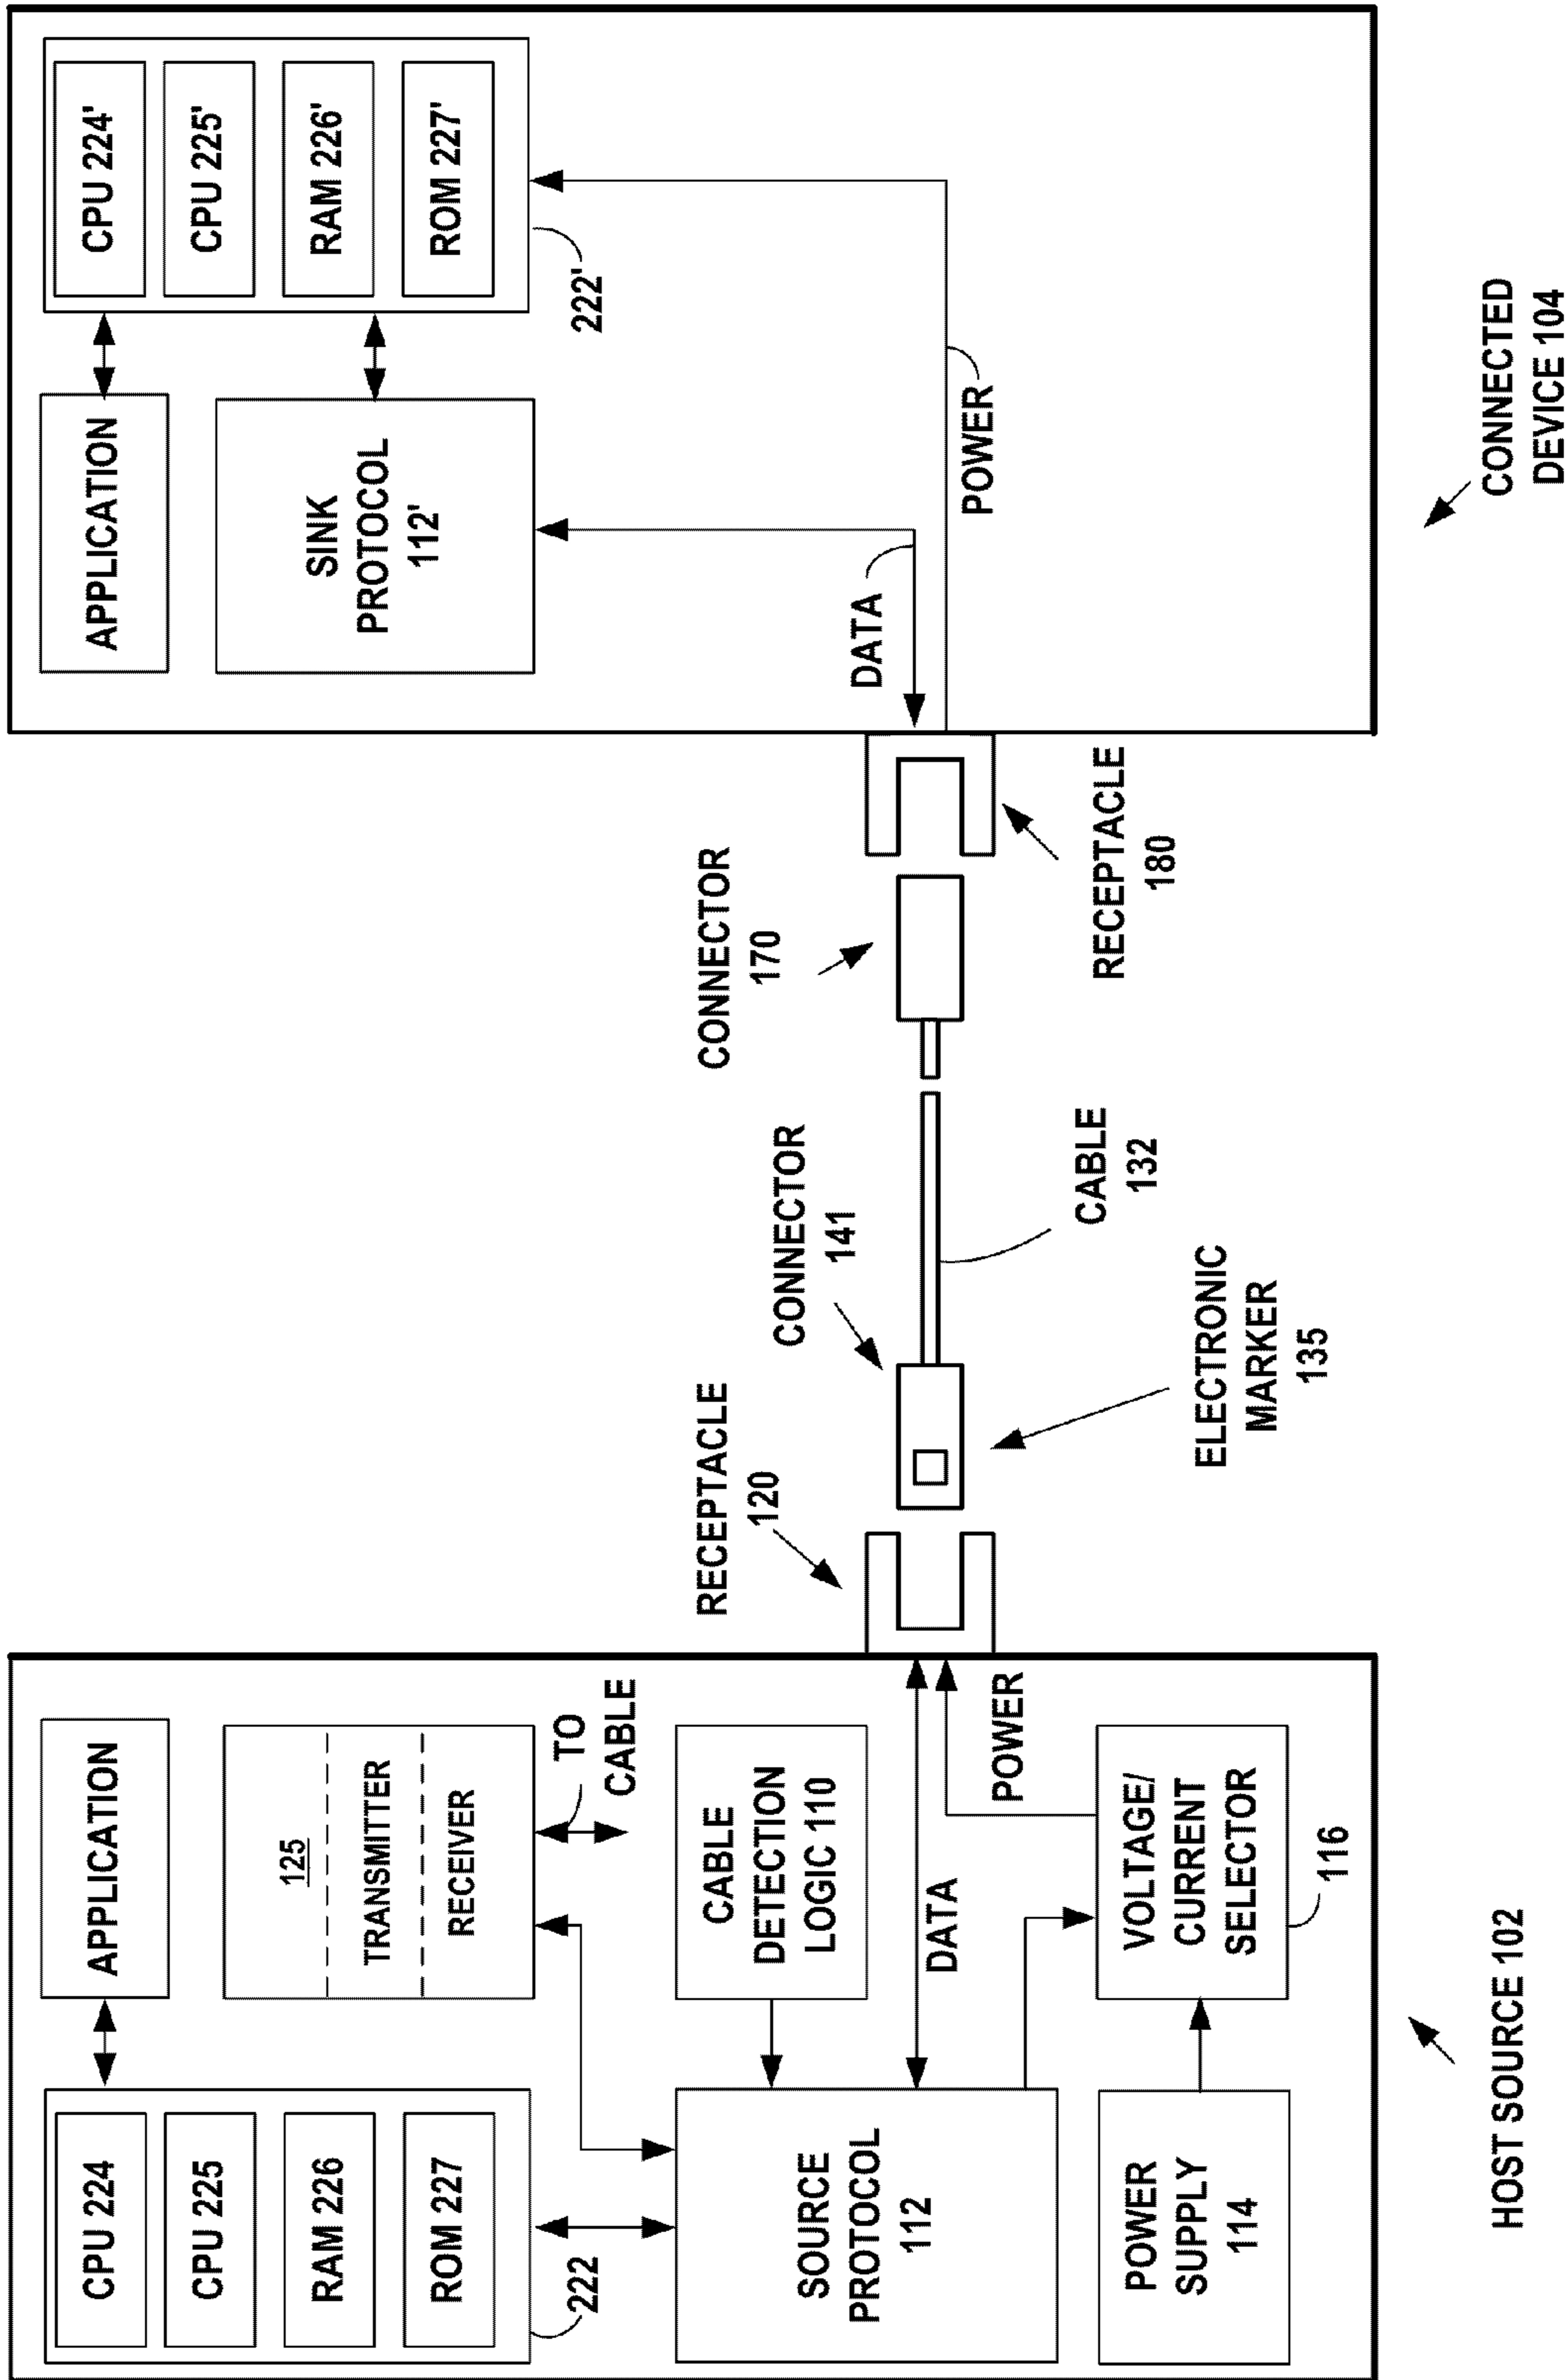 CPU 224
CPU 225
RAM 226
ROM 227
222
APPLICATION
125
TRANSMITTER
RECEIVER
TO
CABLE
SOURCE
PROTOCOL
112
CABLE
DETECTION
LOGIC 110
DATA
POWER
POWER
SUPPLY
114
VOLTAGE/
CURRENT
SELECTOR
116
HOST SOURCE 102
RECEPTACLE
120
CONNECTOR
141
ELECTRONIC
MARKER
135
CABLE
132
CONNECTOR
170
RECEPTACLE
180
APPLICATION
SINK
PROTOCOL
112'
CPU 224'
CPU 225'
RAM 226'
ROM 227'
222'
DATA
POWER
CONNECTED
DEVICE 104